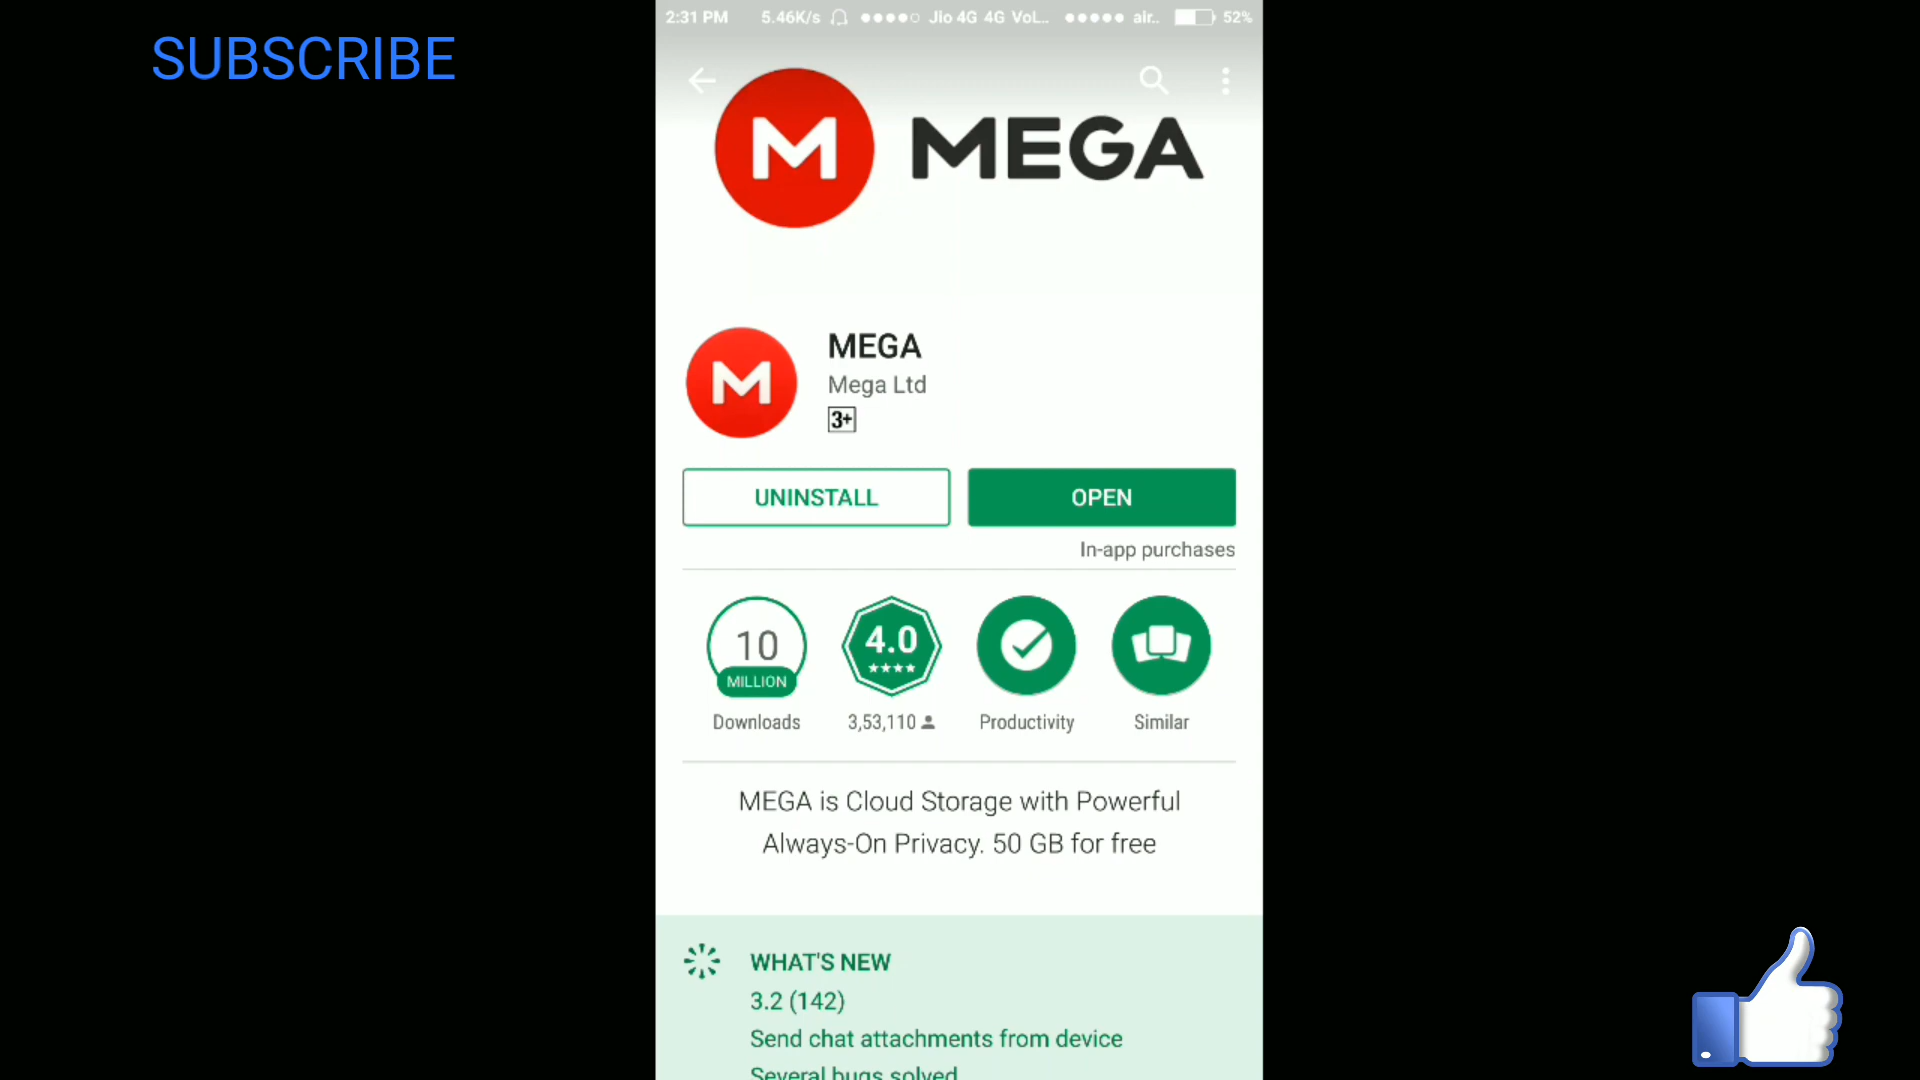 SUBSCRIBE
2:31 PM 5.46K/s Jio 4G 4G VoL... air.. 52%
M MEGA
M
MEGA
Mega Ltd
3+
UNINSTALL OPEN
In-app purchases
10
MILLION
4.0
Downloads 3,53,110 Productivity Similar
MEGA is Cloud Storage with Powerful
Always-On Privacy. 50 GB for free
WHAT'S NEW
3.2 (142)
Send chat attachments from device
Several bugs solved